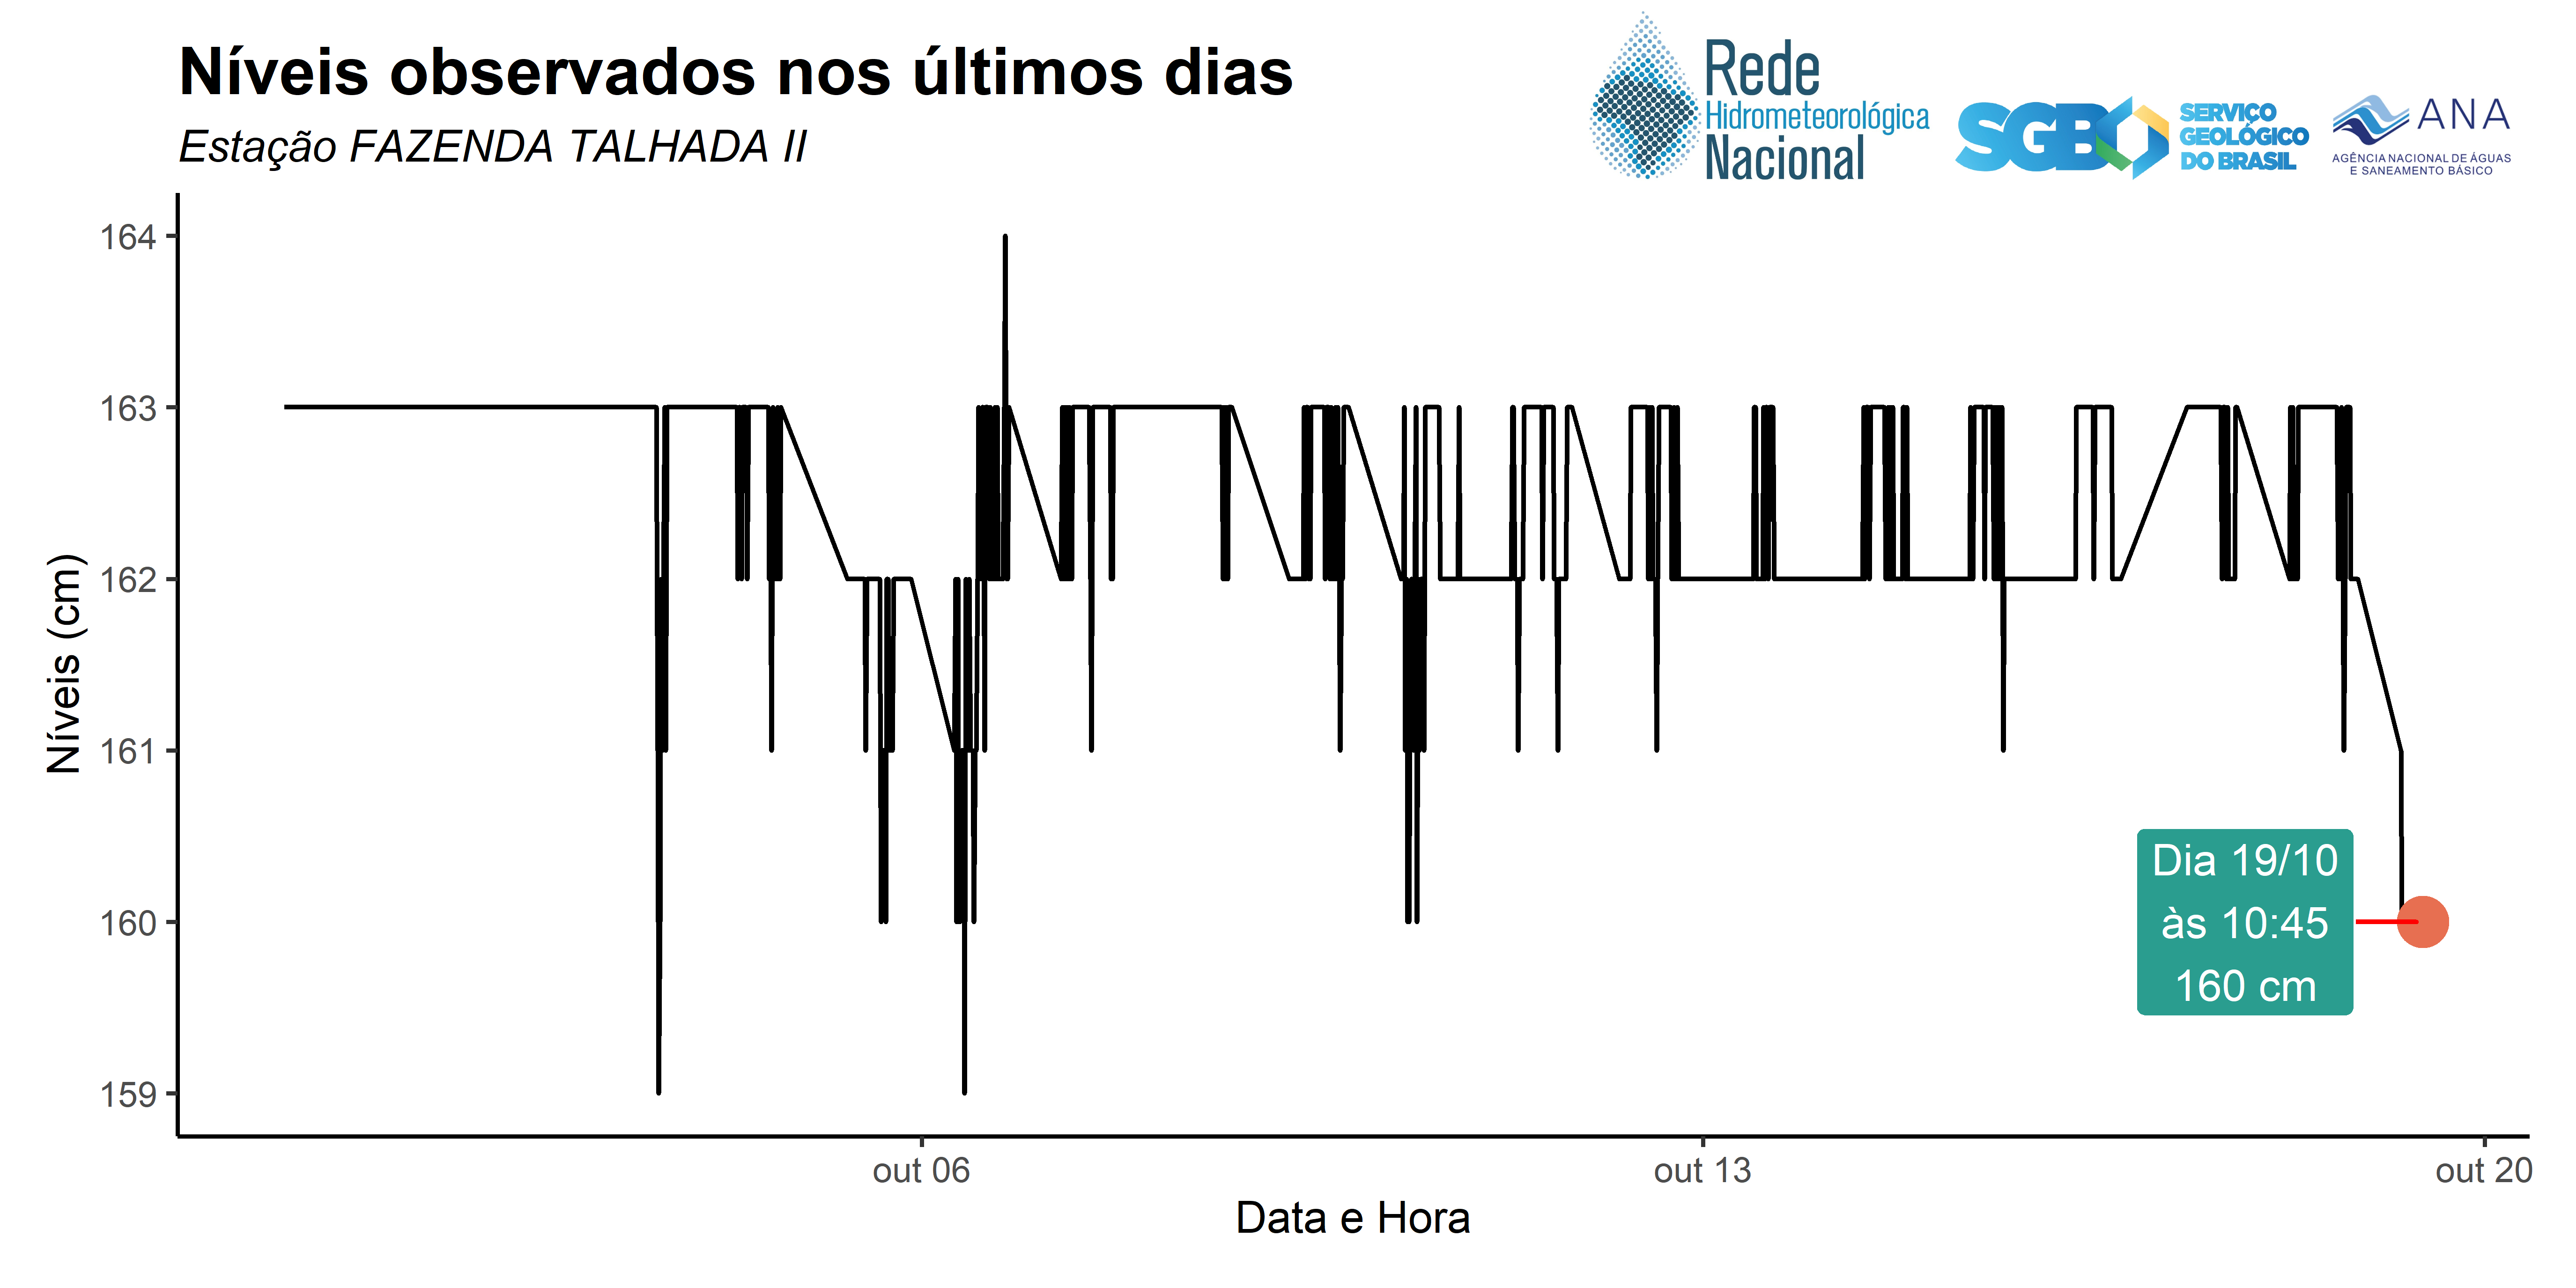 Níveis observados nos últimos dias
Estação FAZENDA TALHADA II
Rede
Hidrometeorológica
Nacional
SGB
SERVIÇO
GEOLÓGICO
DO BRASIL
ANA
AGÊNCIA NACIONAL DE ÁGUAS
E SANEAMENTO BÁSICO
Níveis (cm)
164
163
162
161
160
159
Dia 19/10
às 10:45
160 cm
out 06
out 13
out 20
Data e Hora